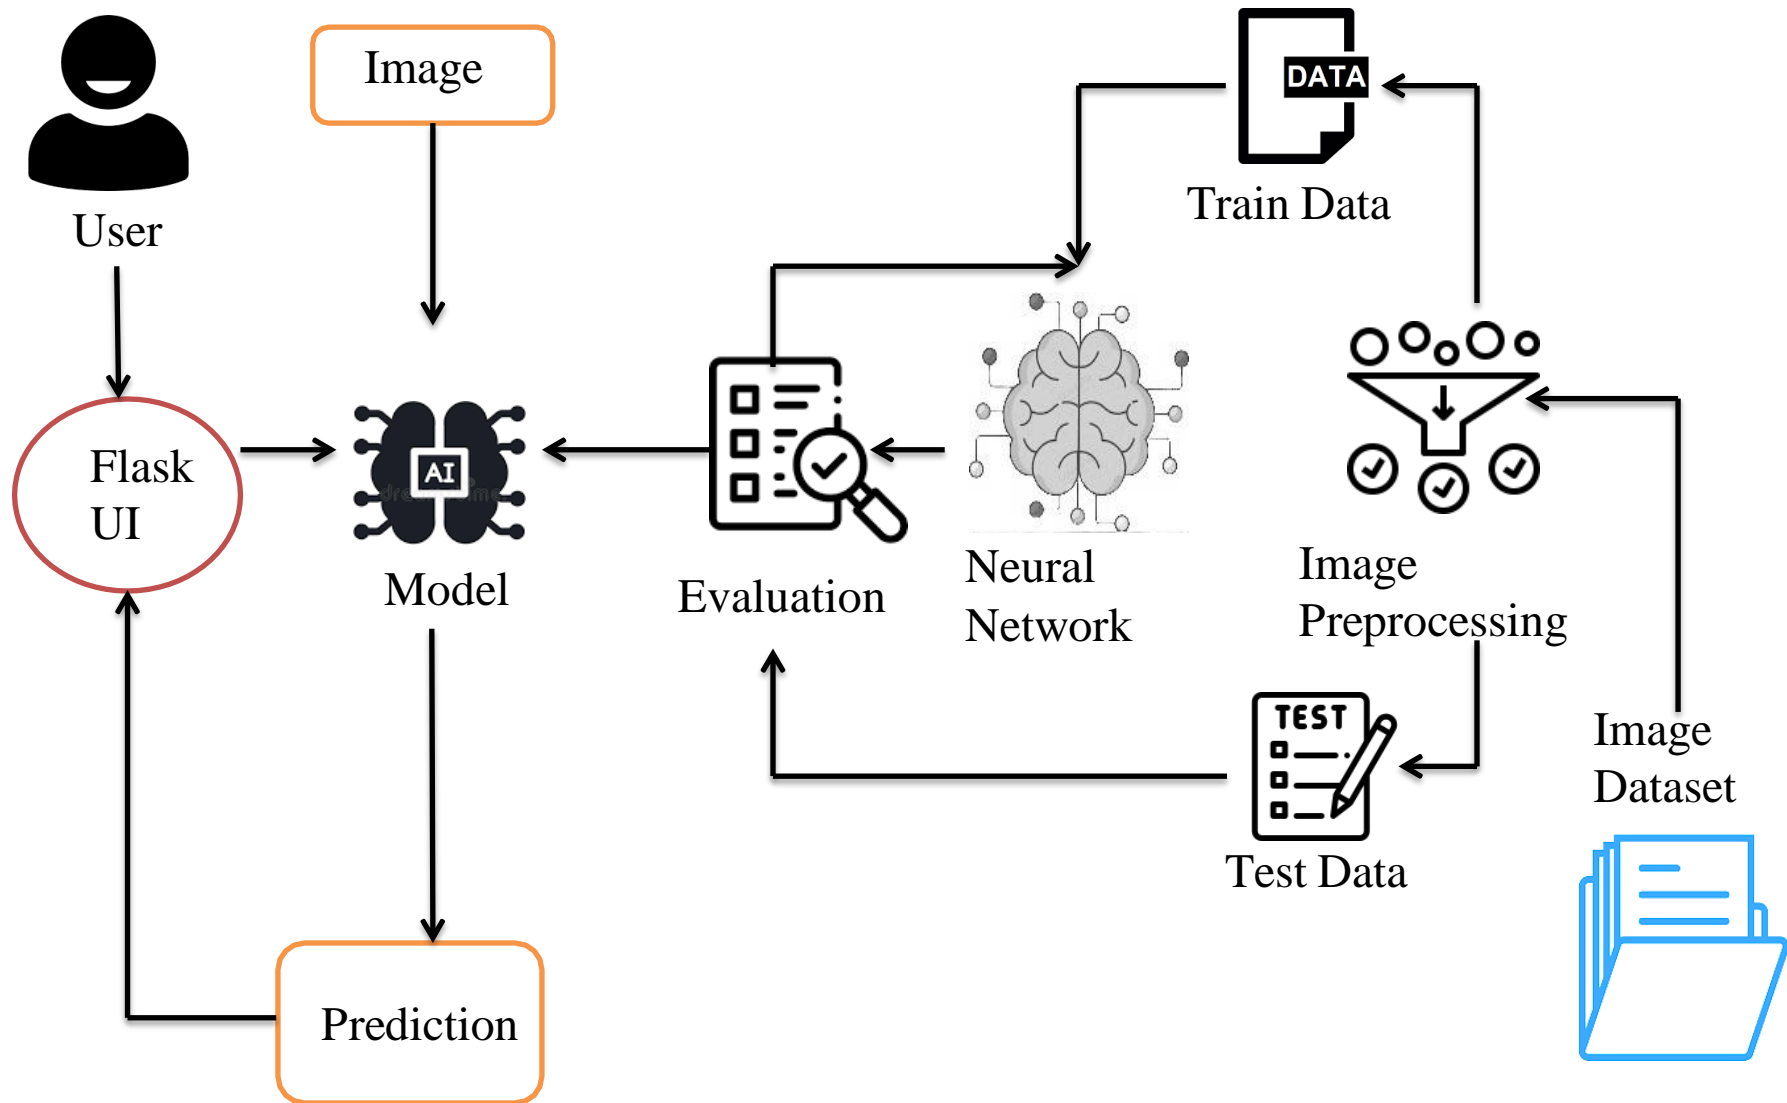 Image
DATA
Train Data
User
Flask
UI
AI
Model
Evaluation
Neural
Network
Image
Preprocessing
TEST
Test Data
Image
Dataset
Prediction